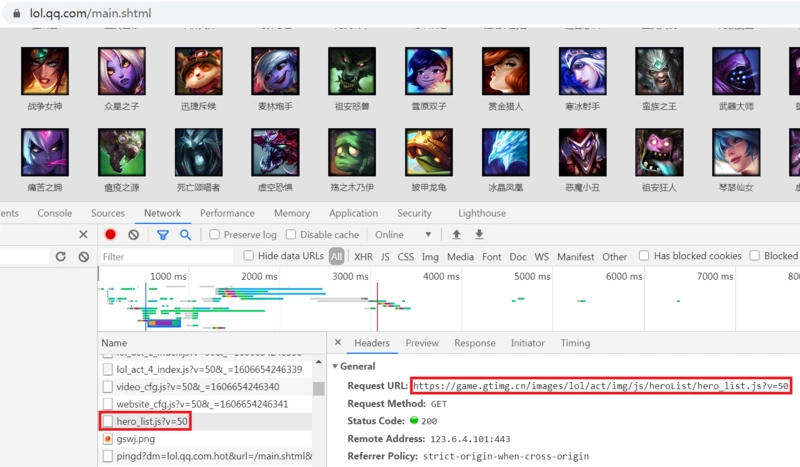 lol.qq.com/main.shtml
战争女神 众星之子 迅捷斥候 麦林炮手 祖安怒兽 雪原双子 赏金猎人 寒冰射手 蛮族之王 武器大师
痛苦之拥 瘟疫之源 死亡颂唱者 虚空恐惧 殇之木乃伊 披甲龙龟 冰晶凤凰 恶魔小丑 祖安狂人 琴瑟仙女
ents Console Sources Network Performance Memory Application Security Lighthouse
Preserve log Disable cache Online
Filter Hide data URLs All XHR JS CSS Img Media Font Doc WS Manifest Other Has blocked cookies Blocked
1000 ms 2000 ms 3000 ms 4000 ms 5000 ms 6000 ms 7000 ms 80
Name Headers Preview Response Initiator Timing
General
lol_act_4_index.js?v=50&_=1606654246339
video_cfg.js?v=50&_=1606654246340
website_cfg.js?v=50&_=1606654246341
hero_list.js?v=50
gswj.png
pingd?dm=lol.qq.com.hot&url=/main.shtml&
Request URL: https://game.gtimg.cn/images/lol/act/img/js/heroList/hero_list.js?v=50
Request Method: GET
Status Code: 200
Remote Address: 123.6.4.101:443
Referrer Policy: strict-origin-when-cross-origin